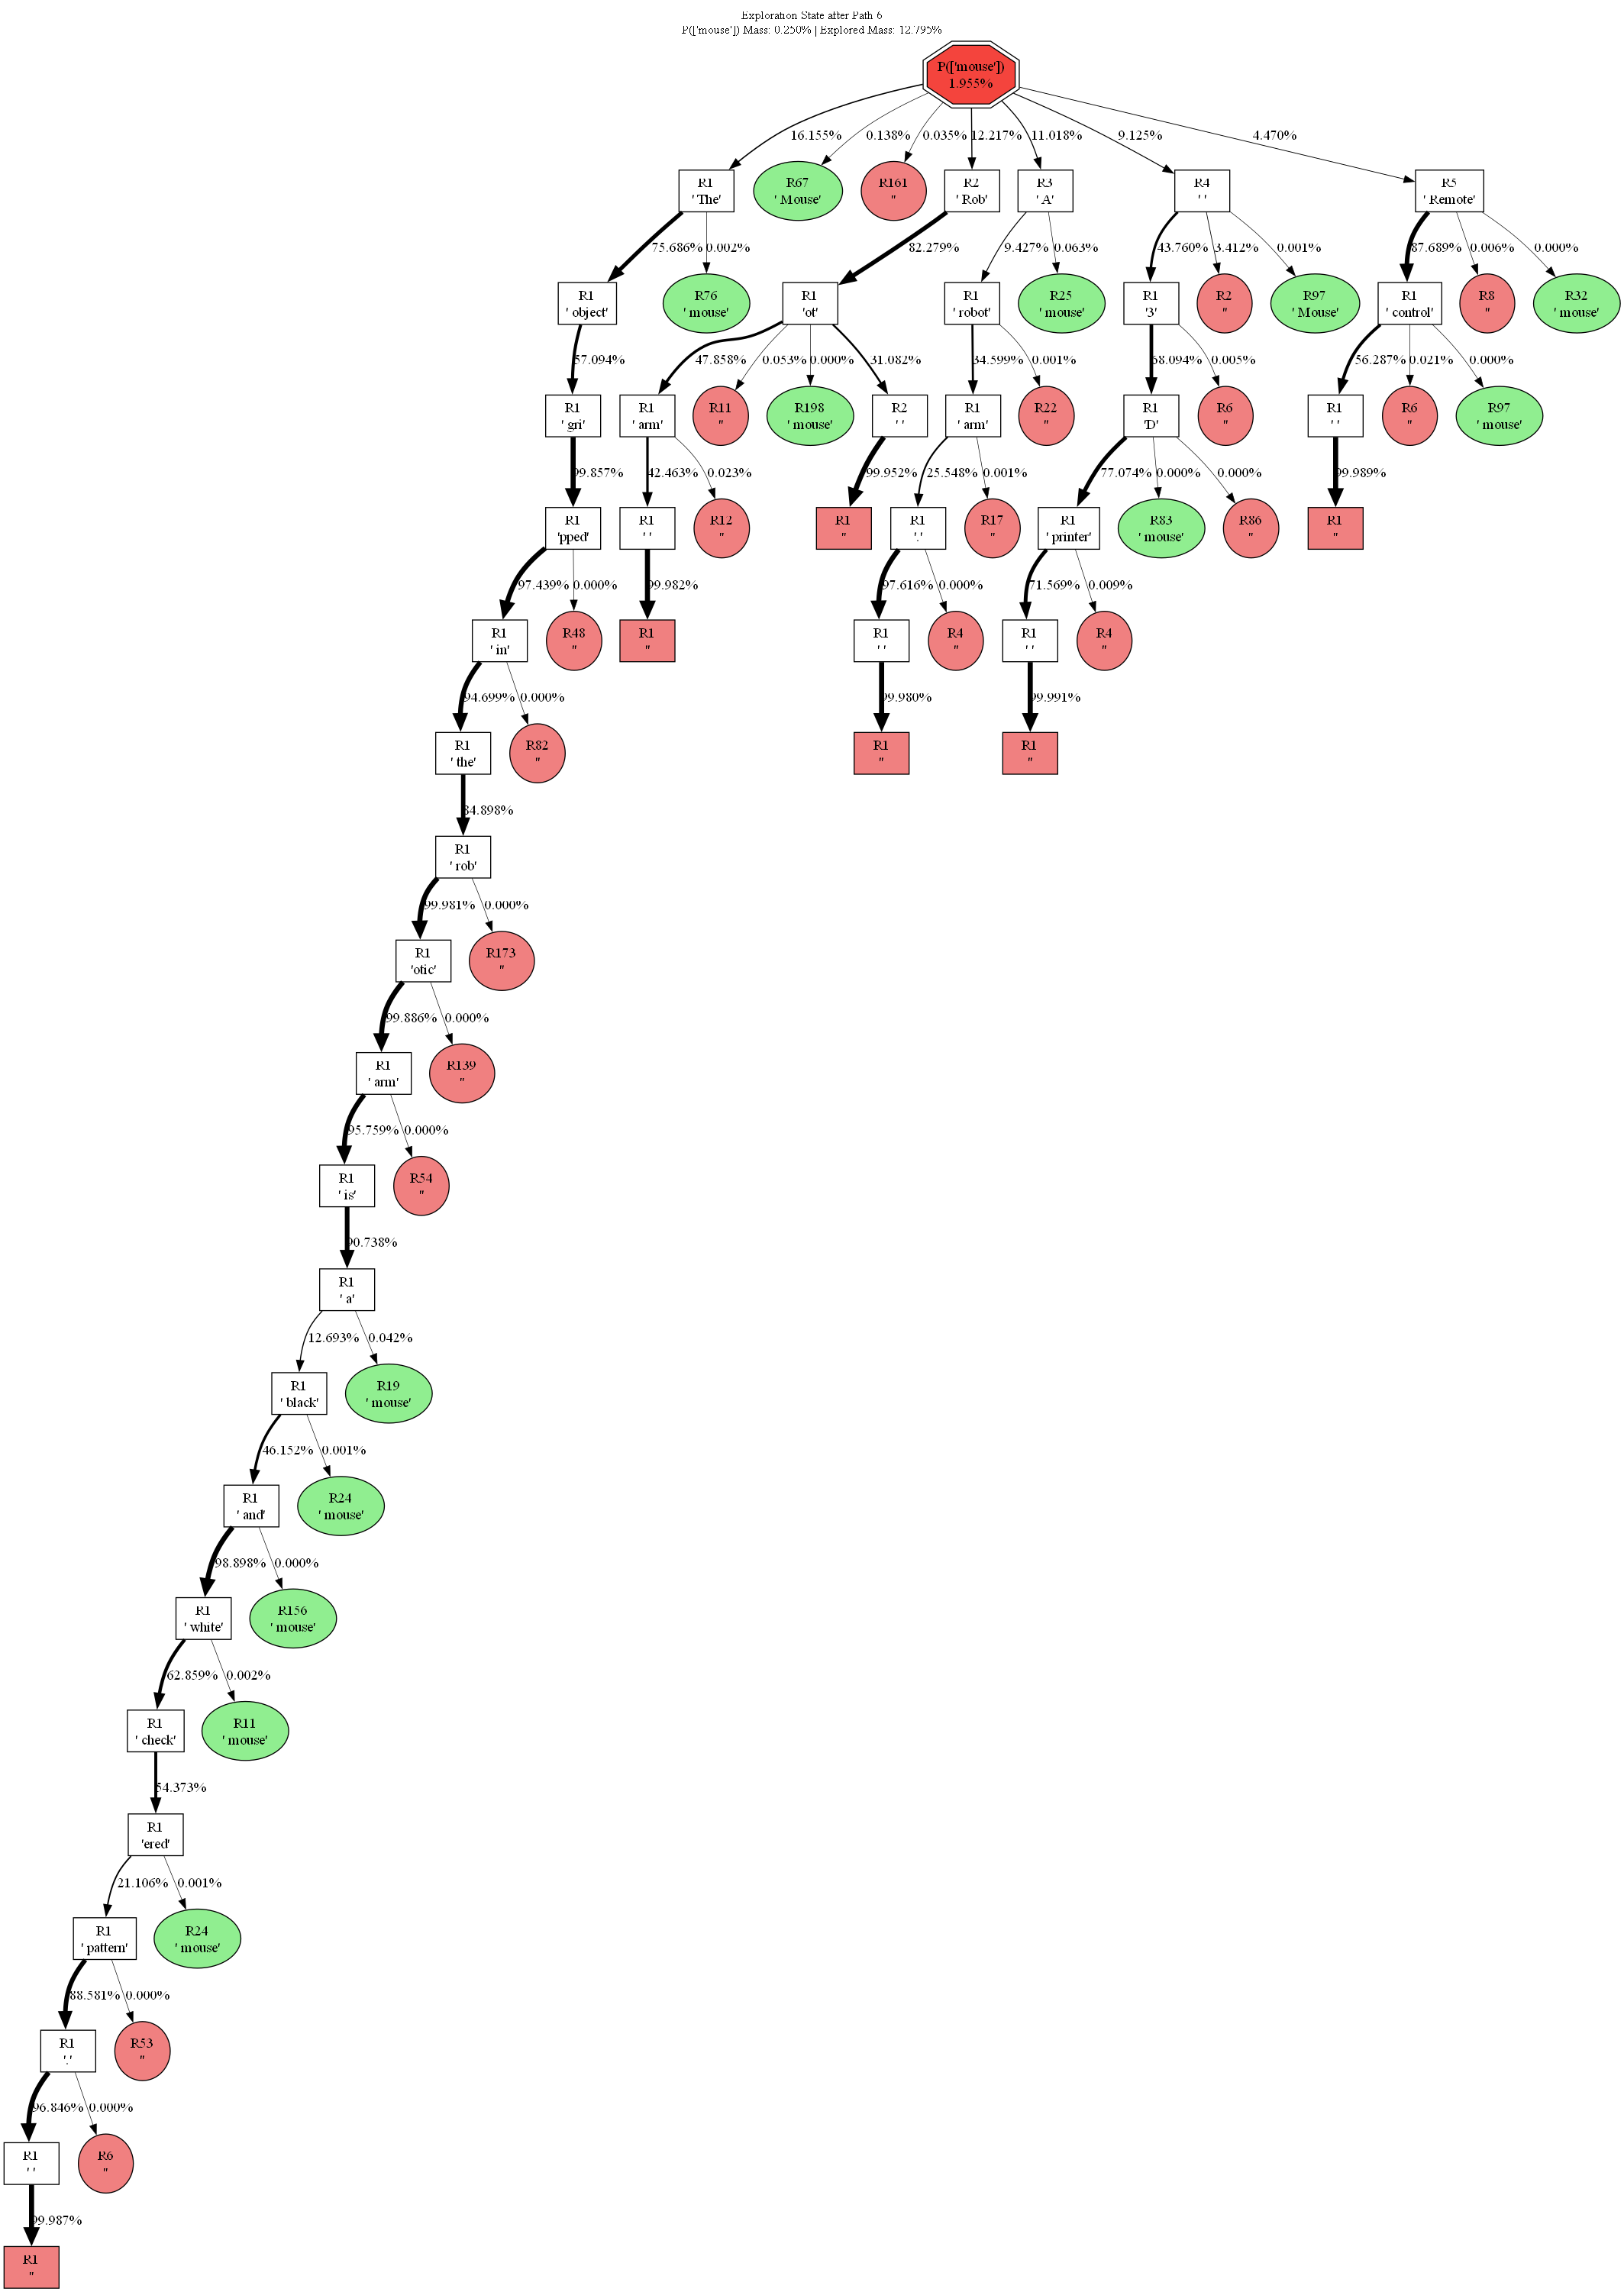 Exploration State after Path 6
P(['mouse']) Mass: 0.250% | Explored Mass: 12.795%
P(['mouse'])
1.955%
16.155%
0.138%
0.035%
12.217%
11.018%
9.125%
4.470%
R1
' The'
R67
' Mouse'
R161
''
R2
' Rob'
R3
' A'
R4
' '
R5
' Remote'
75.686%
0.002%
82.279%
9.427%
0.063%
43.760%
3.412%
0.001%
87.689%
0.006%
0.000%
R1
' object'
R76
' mouse'
R1
'ot'
R1
' robot'
R25
' mouse'
R1
'3'
R2
''
R97
' Mouse'
R1
' control'
R8
''
R32
' mouse'
57.094%
47.858%
0.053%
0.000%
31.082%
34.599%
0.001%
68.094%
0.005%
56.287%
0.021%
0.000%
R1
' gri'
R1
' arm'
R11
''
R198
' mouse'
R2
' '
R1
' arm'
R22
''
R1
'D'
R6
''
R1
' '
R6
''
R97
' mouse'
99.857%
42.463%
0.023%
99.952%
25.548%
0.001%
77.074%
0.000%
0.000%
99.989%
R1
'pped'
R1
' '
R12
''
R1
''
R1
'.'
R17
''
R1
' printer'
R83
' mouse'
R86
''
R1
''
97.439%
0.000%
99.982%
97.616%
0.000%
71.569%
0.009%
R1
' in'
R48
''
R1
''
R1
' '
R4
''
R1
' '
R4
''
94.699%
0.000%
99.980%
99.991%
R1
' the'
R82
''
R1
''
R1
''
84.898%
R1
' rob'
99.981%
0.000%
R1
'otic'
R173
''
99.886%
0.000%
R1
' arm'
R139
''
95.759%
0.000%
R1
' is'
R54
''
90.738%
R1
' a'
12.693%
0.042%
R1
' black'
R19
' mouse'
46.152%
0.001%
R1
' and'
R24
' mouse'
98.898%
0.000%
R1
' white'
R156
' mouse'
62.859%
0.002%
R1
' check'
R11
' mouse'
54.373%
R1
'ered'
21.106%
0.001%
R1
' pattern'
R24
' mouse'
88.581%
0.000%
R1
'.'
R53
''
96.846%
0.000%
R1
' '
R6
''
99.987%
R1
''